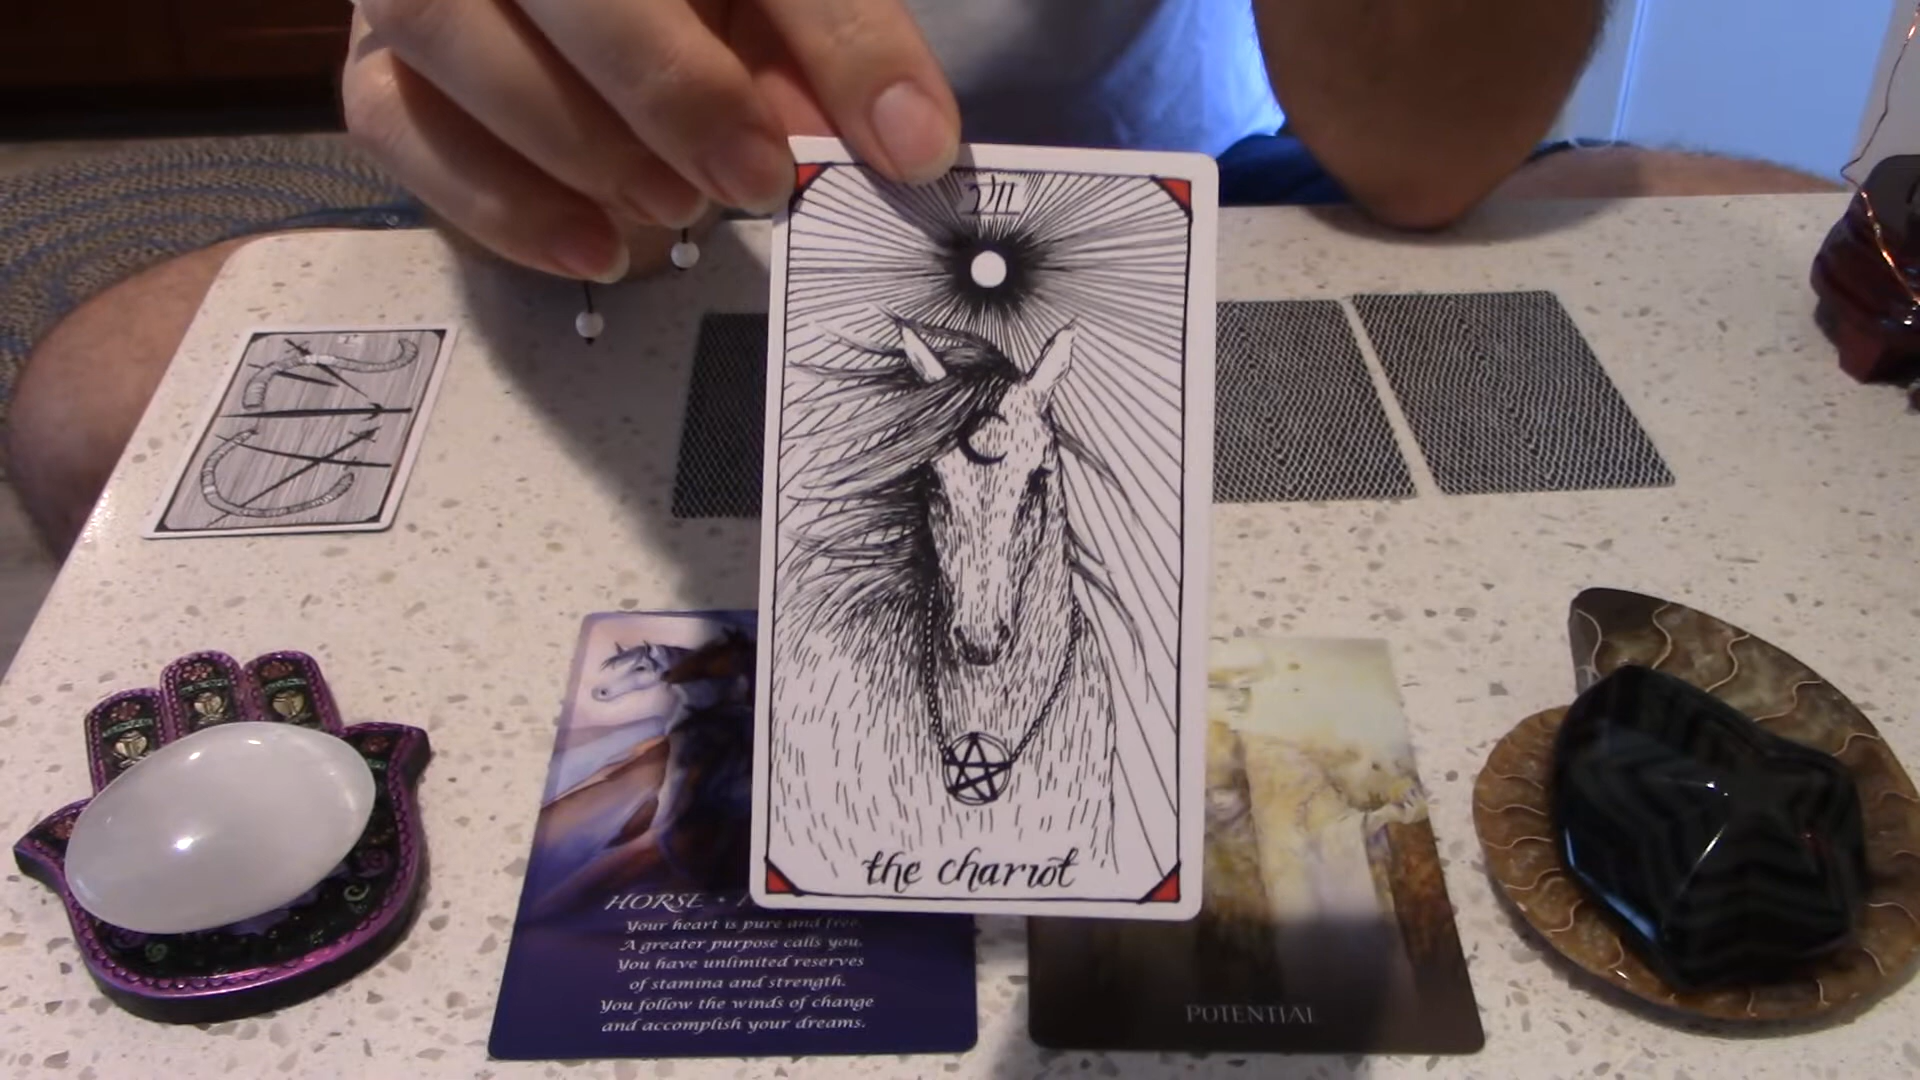 VII
the chariot
HORSE •
Your heart is pure and free.
A greater purpose calls you.
You have unlimited reserves
of stamina and strength.
You follow the winds of change
and accomplish your dreams.
POTENTIAL